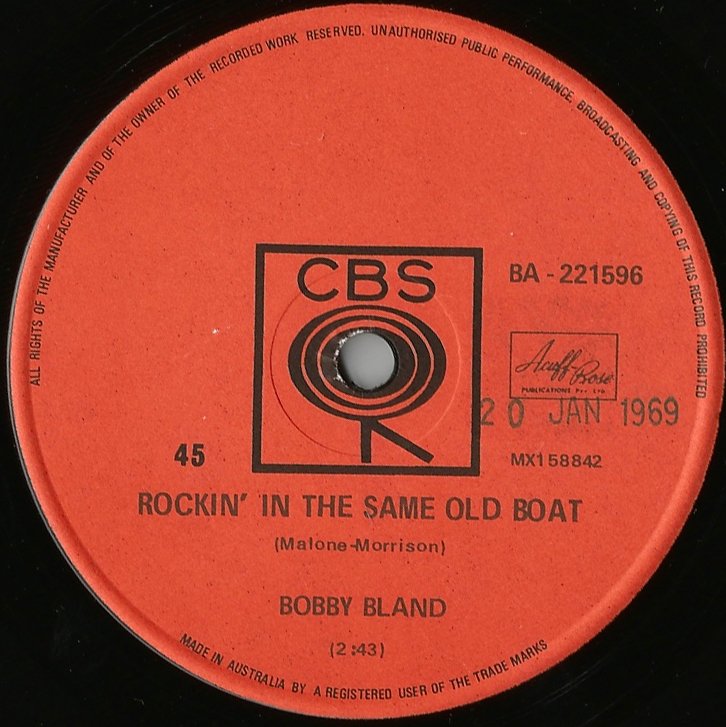 ALL RIGHTS OF THE MANUFACTURER AND OF THE OWNER OF THE RECORDED WORK RESERVED. UNAUTHORISED PUBLIC PERFORMANCE, BROADCASTING AND COPYING OF THIS RECORD PROHIBITED
CBS
BA - 221596
Acuff Rose
PUBLICATIONS PTY. LTD.
20 JAN 1969
45
MX158842
ROCKIN' IN THE SAME OLD BOAT
(Malone-Morrison)
BOBBY BLAND
(2:43)
MADE IN AUSTRALIA BY A REGISTERED USER OF THE TRADE MARKS